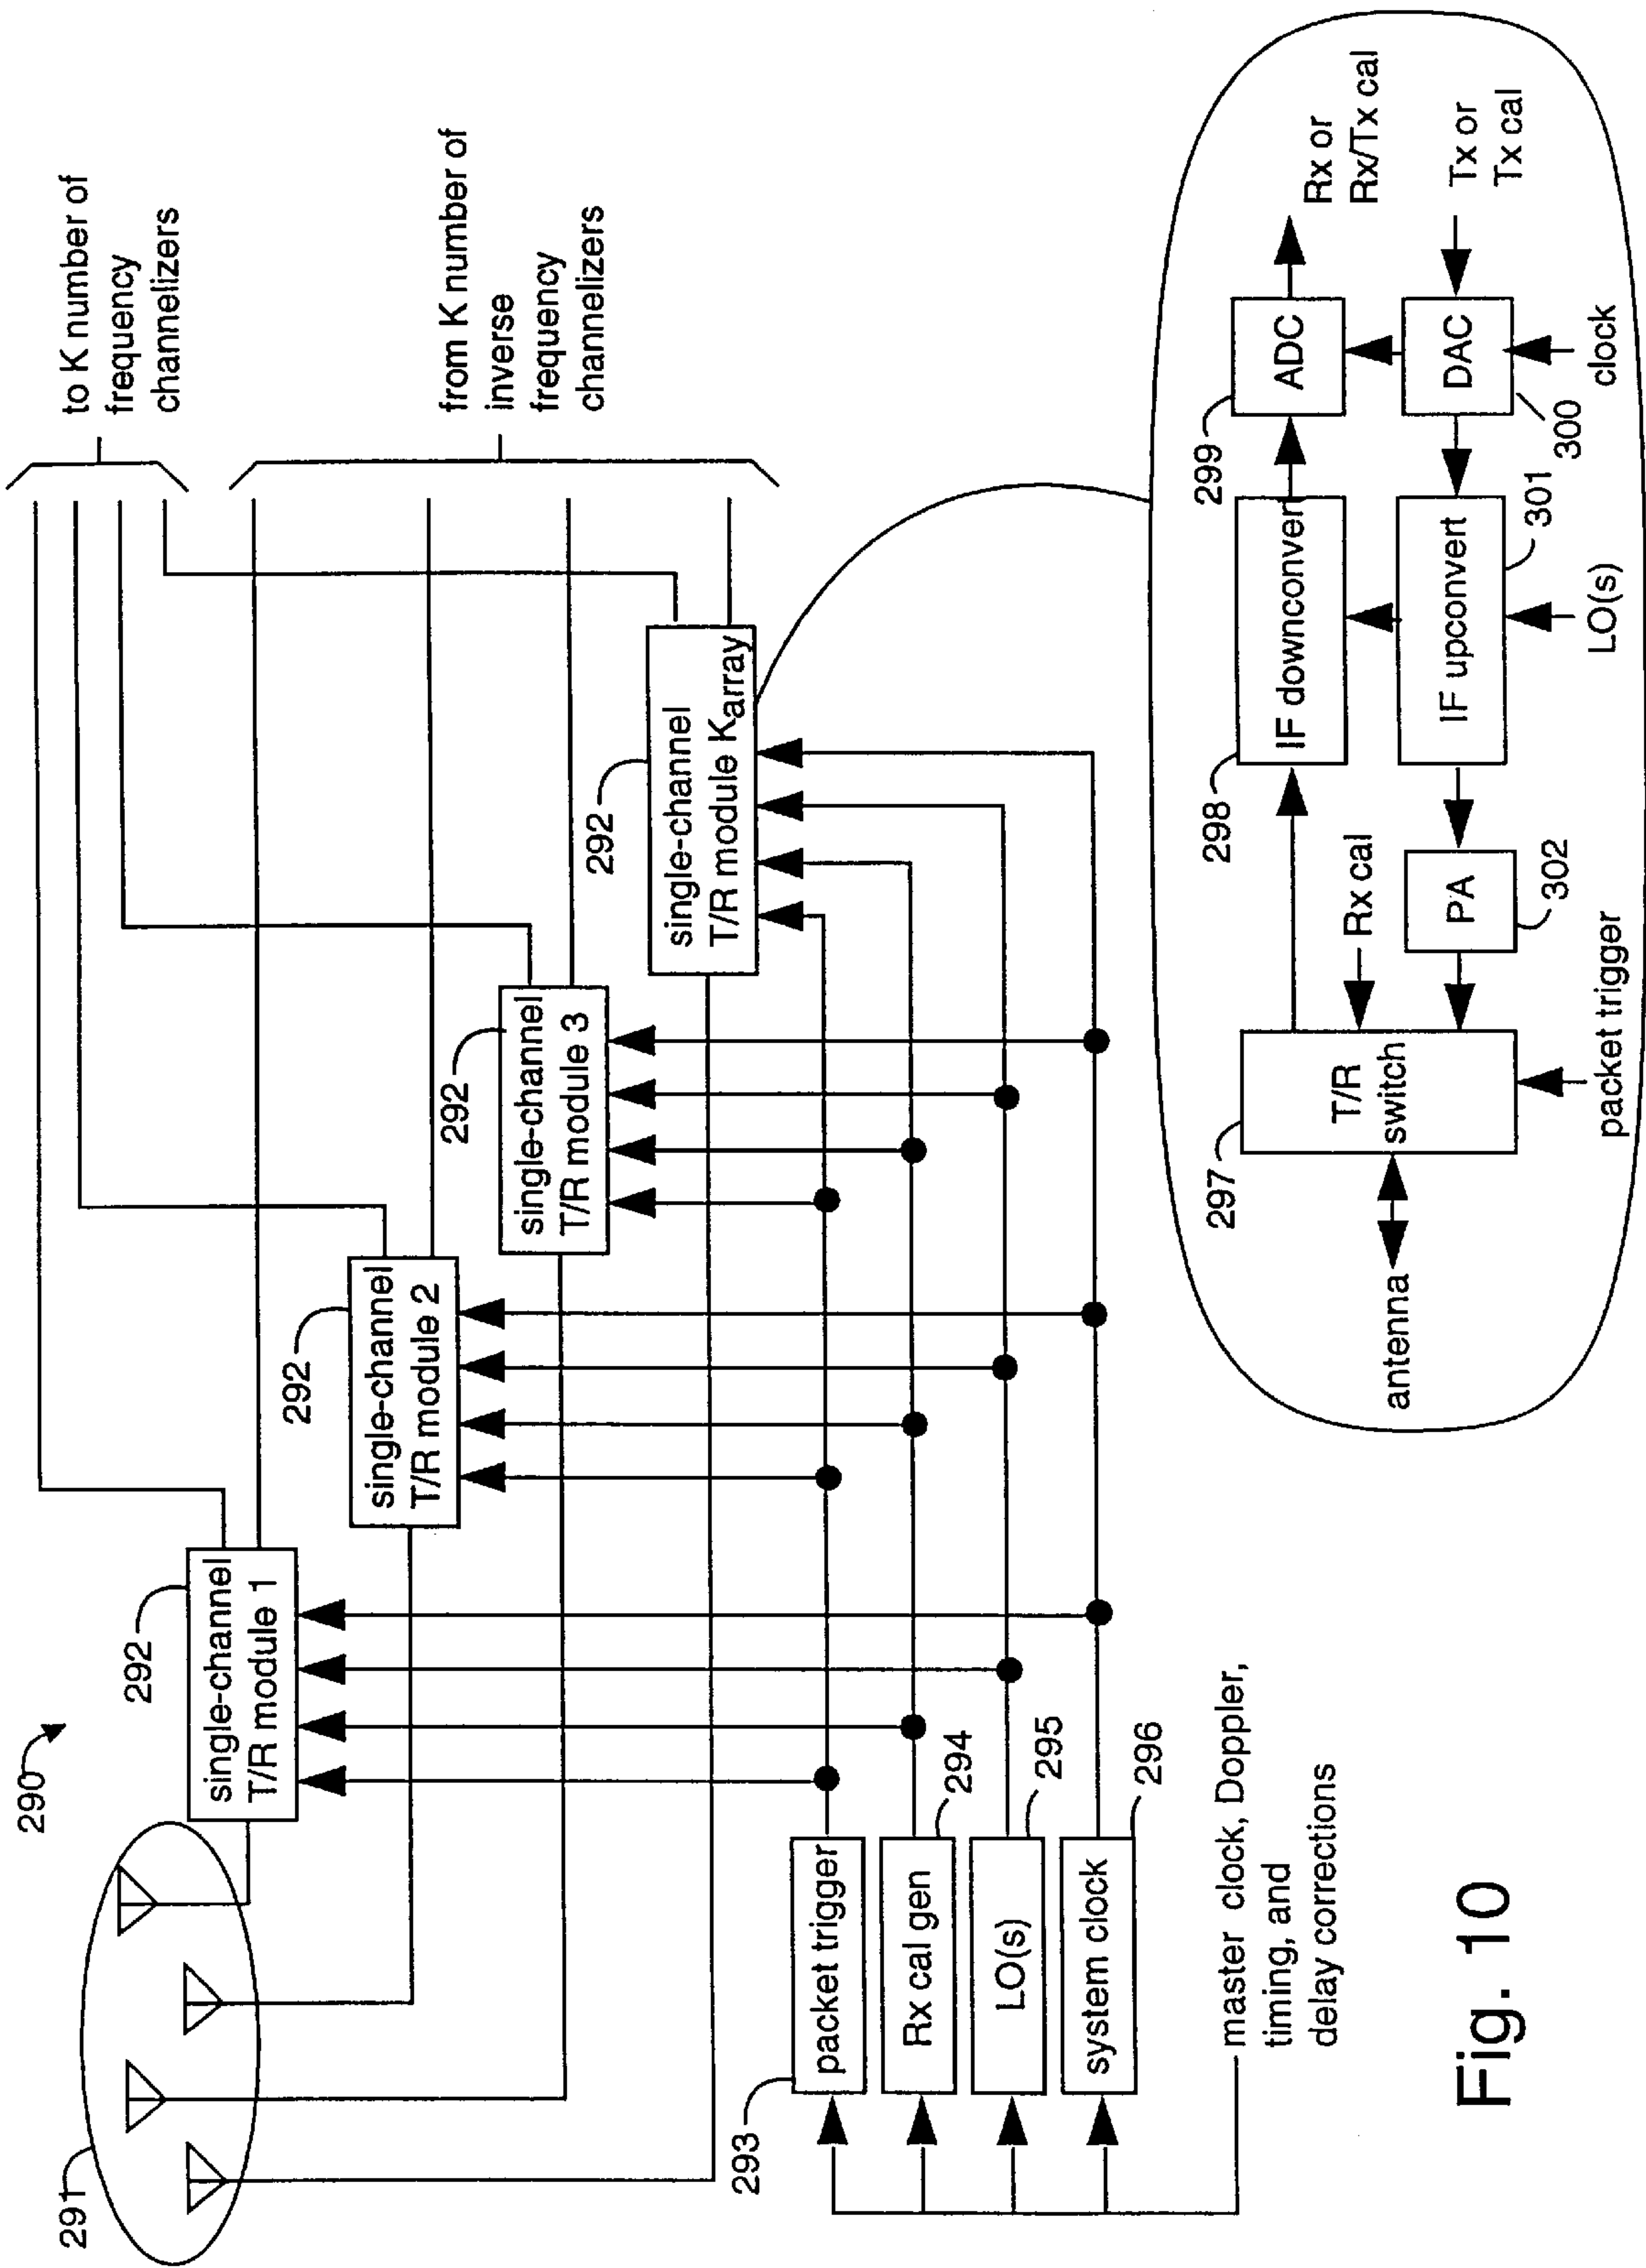 290
291
292
single-channel
T/R module 1
292
single-channel
T/R module 2
292
single-channel
T/R module 3
292
single-channel
T/R module Karray
to K number of
frequency
channelizers
from K number of
inverse
frequency
channelizers
293
packet trigger
Rx cal gen
294
LO(s)
295
system clock
296
master clock, Doppler,
timing, and
delay corrections
antenna
297
T/R
switch
packet trigger
Rx cal
PA
302
298
IF downconver
IF upconvert
301
LO(s)
299
ADC
DAC
300
clock
Rx or
Rx/Tx cal
Tx or
Tx cal
Fig. 10